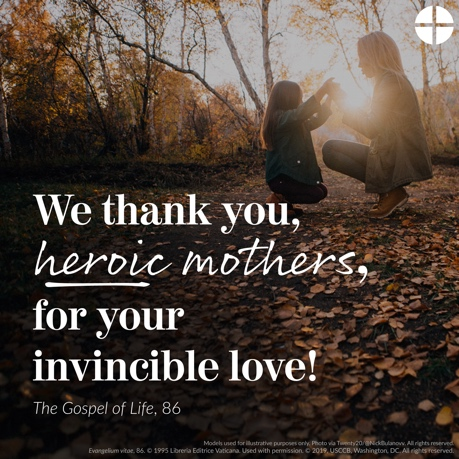 We thank you,
heroic mothers,
for your
invincible love!
The Gospel of Life, 86
Models used for illustrative purposes only. Photo via Twenty20/@NickBulanovv. All rights reserved.
Evangelium vitae, 86. © 1995 Libreria Editrice Vaticana. Used with permission. © 2019, USCCB, Washington, DC. All rights reserved.